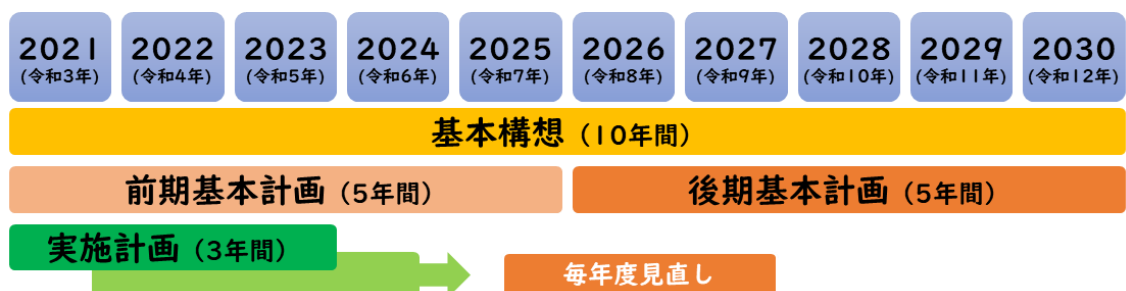 2021 2022 2023 2024 2025 2026 2027 2028 2029 2030
(令和3年) (令和4年) (令和5年) (令和6年) (令和7年) (令和8年) (令和9年) (令和10年) (令和11年) (令和12年)
基本構想（10年間）
前期基本計画（5年間） 後期基本計画（5年間）
実施計画（3年間）
毎年度見直し